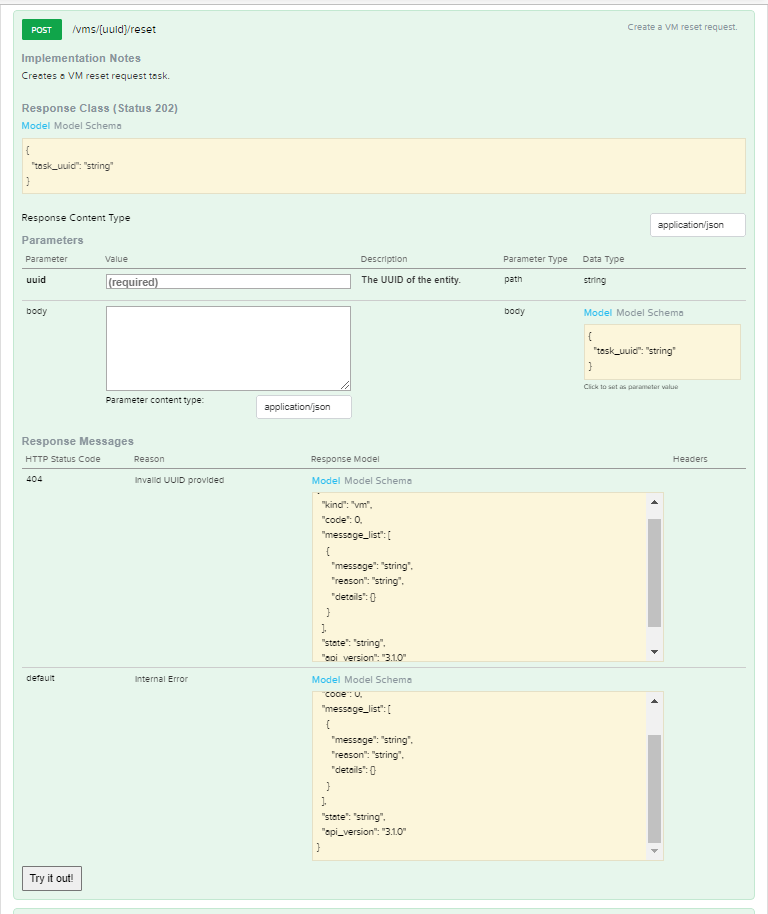 POST /vms/{uuid}/reset Create a VM reset request.
Implementation Notes
Creates a VM reset request task.
Response Class (Status 202)
Model Model Schema
{
"task_uuid": "string"
}
Response Content Type
application/json
Parameters
Parameter Value Description Parameter Type Data Type
uuid (required) The UUID of the entity. path string
body body Model Model Schema
{
"task_uuid": "string"
}
Click to set as parameter value
Parameter content type: application/json
Response Messages
HTTP Status Code Reason Response Model Headers
404 Invalid UUID provided Model Model Schema
"kind": "vm",
"code": 0,
"message_list": [
{
"message": "string",
"reason": "string",
"details": {}
}
],
"state": "string",
"api_version": "3.1.0"
default Internal Error Model Model Schema
"code": 0,
"message_list": [
{
"message": "string",
"reason": "string",
"details": {}
}
],
"state": "string",
"api_version": "3.1.0"
}
Try it out!